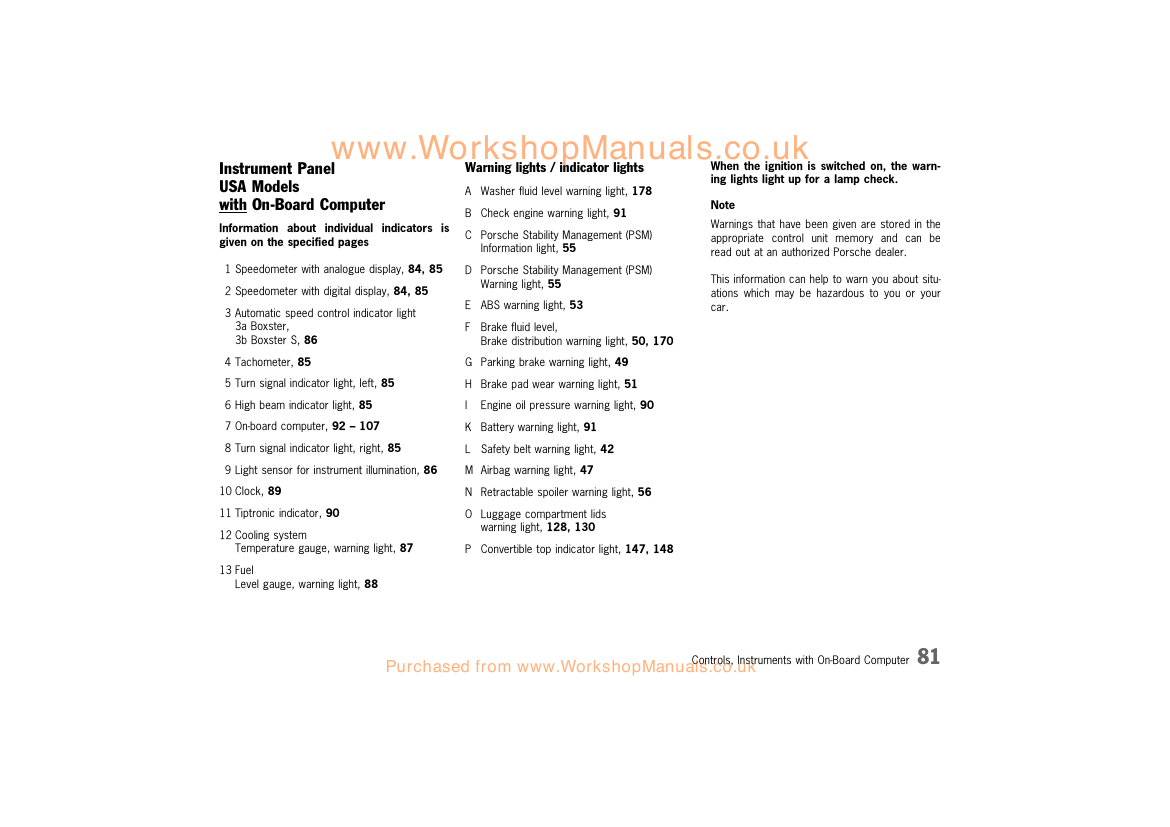 www.WorkshopManuals.co.uk
Instrument Panel
USA Models
with On-Board Computer
Information about individual indicators is
given on the specified pages
1 Speedometer with analogue display, 84, 85
2 Speedometer with digital display, 84, 85
3 Automatic speed control indicator light
3a Boxster,
3b Boxster S, 86
4 Tachometer, 85
5 Turn signal indicator light, left, 85
6 High beam indicator light, 85
7 On-board computer, 92 – 107
8 Turn signal indicator light, right, 85
9 Light sensor for instrument illumination, 86
10 Clock, 89
11 Tiptronic indicator, 90
12 Cooling system
Temperature gauge, warning light, 87
13 Fuel
Level gauge, warning light, 88
Warning lights / indicator lights
A Washer fluid level warning light, 178
B Check engine warning light, 91
C Porsche Stability Management (PSM)
Information light, 55
D Porsche Stability Management (PSM)
Warning light, 55
E ABS warning light, 53
F Brake fluid level,
Brake distribution warning light, 50, 170
G Parking brake warning light, 49
H Brake pad wear warning light, 51
I Engine oil pressure warning light, 90
K Battery warning light, 91
L Safety belt warning light, 42
M Airbag warning light, 47
N Retractable spoiler warning light, 56
O Luggage compartment lids
warning light, 128, 130
P Convertible top indicator light, 147, 148
When the ignition is switched on, the warn-
ing lights light up for a lamp check.
Note
Warnings that have been given are stored in the
appropriate control unit memory and can be
read out at an authorized Porsche dealer.
This information can help to warn you about situ-
ations which may be hazardous to you or your
car.
Controls, Instruments with On-Board Computer 81
Purchased from www.WorkshopManuals.co.uk